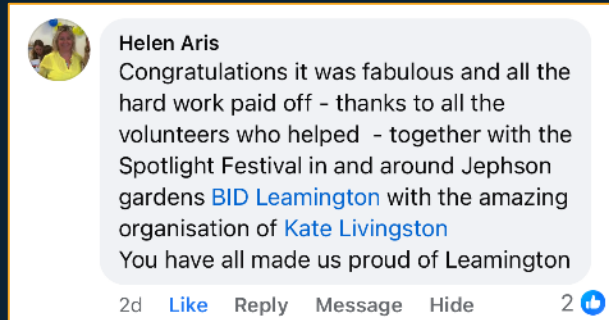 Helen Aris
Congratulations it was fabulous and all the
hard work paid off - thanks to all the
volunteers who helped  - together with the
Spotlight Festival in and around Jephson
gardens BID Leamington with the amazing
organisation of Kate Livingston
You have all made us proud of Leamington
2d Like Reply Message Hide 2